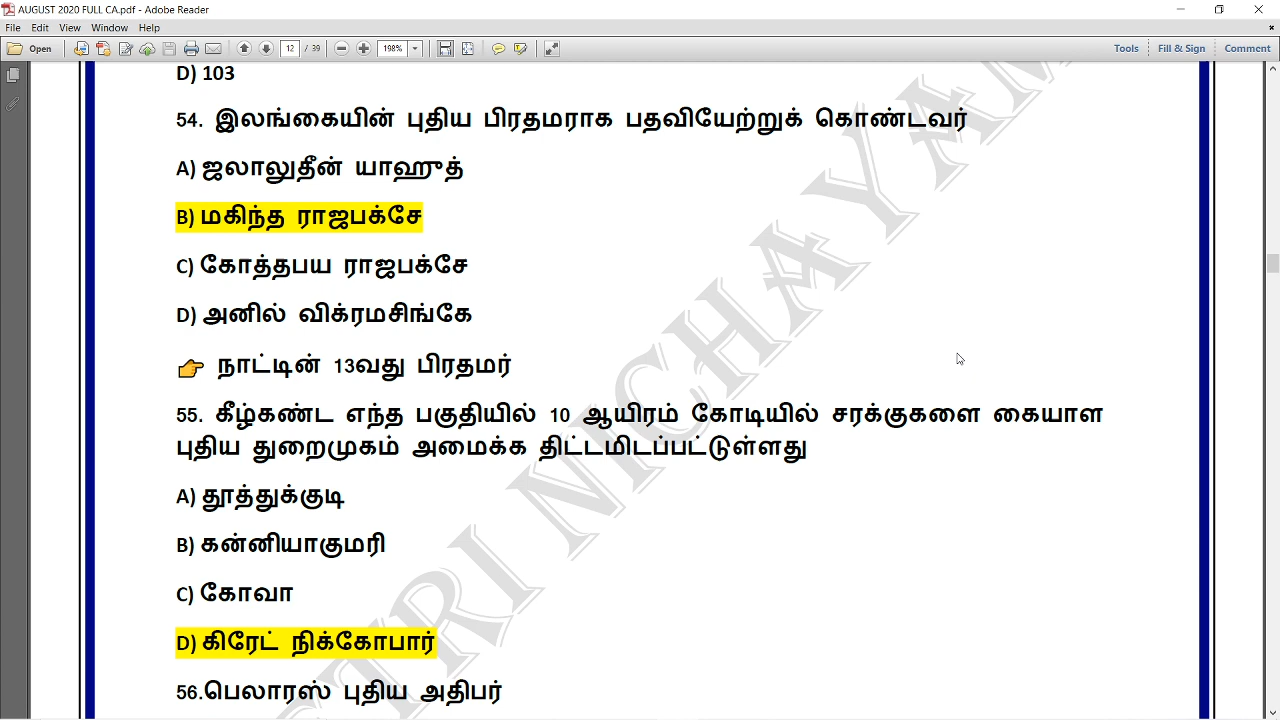 AUGUST 2020 FULL CA.pdf - Adobe Reader
File Edit View Window Help
Open 12 / 39 198% Tools Fill & Sign Comment
D) 103
54. இலங்கையின் புதிய பிரதமராக பதவியேற்றுக் கொண்டவர்
A) ஜலாலுதீன் யாஹுத்
B) மகிந்த ராஜபக்சே
C) கோத்தபய ராஜபக்சே
D) அனில் விக்ரமசிங்கே
👉 நாட்டின் 13வது பிரதமர்
55. கீழ்கண்ட எந்த பகுதியில் 10 ஆயிரம் கோடியில் சரக்குகளை கையாள
புதிய துறைமுகம் அமைக்க திட்டமிடப்பட்டுள்ளது
A) தூத்துக்குடி
B) கன்னியாகுமரி
C) கோவா
D) கிரேட் நிக்கோபார்
56.பெலாரஸ் புதிய அதிபர்
TRI NICHAYAM